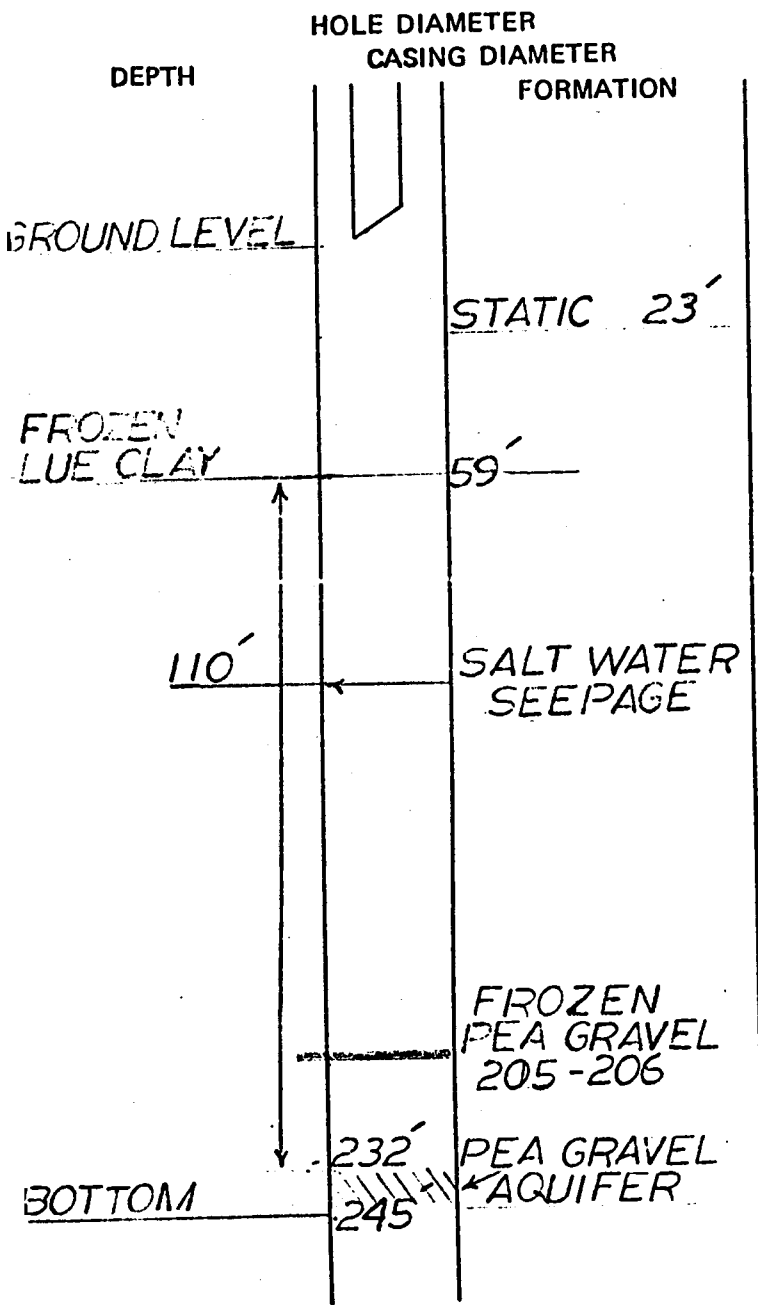 HOLE DIAMETER
CASING DIAMETER
DEPTH
FORMATION
GROUND LEVEL
STATIC 23'
FROZEN
LUE CLAY
59'
110'
SALT WATER
SEEPAGE
FROZEN
PEA GRAVEL
205-206
232'
PEA GRAVEL
AQUIFER
BOTTOM
245